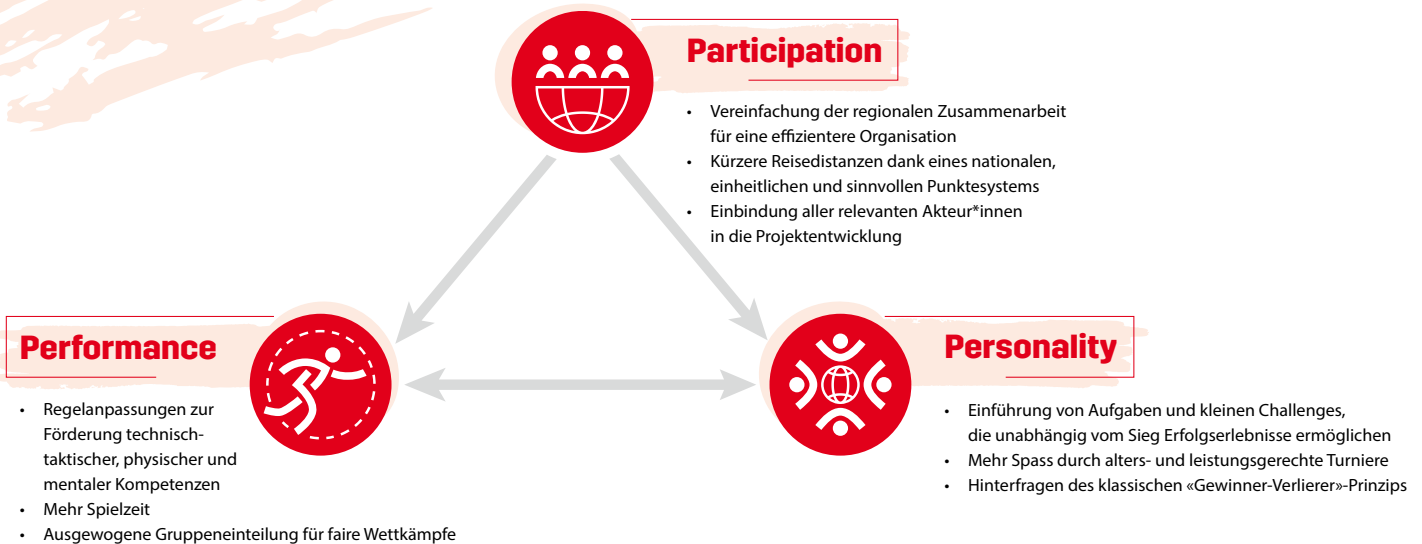 Participation
• Vereinfachung der regionalen Zusammenarbeit
für eine effizientere Organisation
• Kürzere Reisedistanzen dank eines nationalen,
einheitlichen und sinnvollen Punktesystems
• Einbindung aller relevanten Akteur*innen
in die Projektentwicklung
Performance
• Regelanpassungen zur
Förderung technisch-
taktischer, physischer und
mentaler Kompetenzen
• Mehr Spielzeit
• Ausgewogene Gruppeneinteilung für faire Wettkämpfe
Personality
• Einführung von Aufgaben und kleinen Challenges,
die unabhängig vom Sieg Erfolgserlebnisse ermöglichen
• Mehr Spass durch alters- und leistungsgerechte Turniere
• Hinterfragen des klassischen «Gewinner-Verlierer»-Prinzips